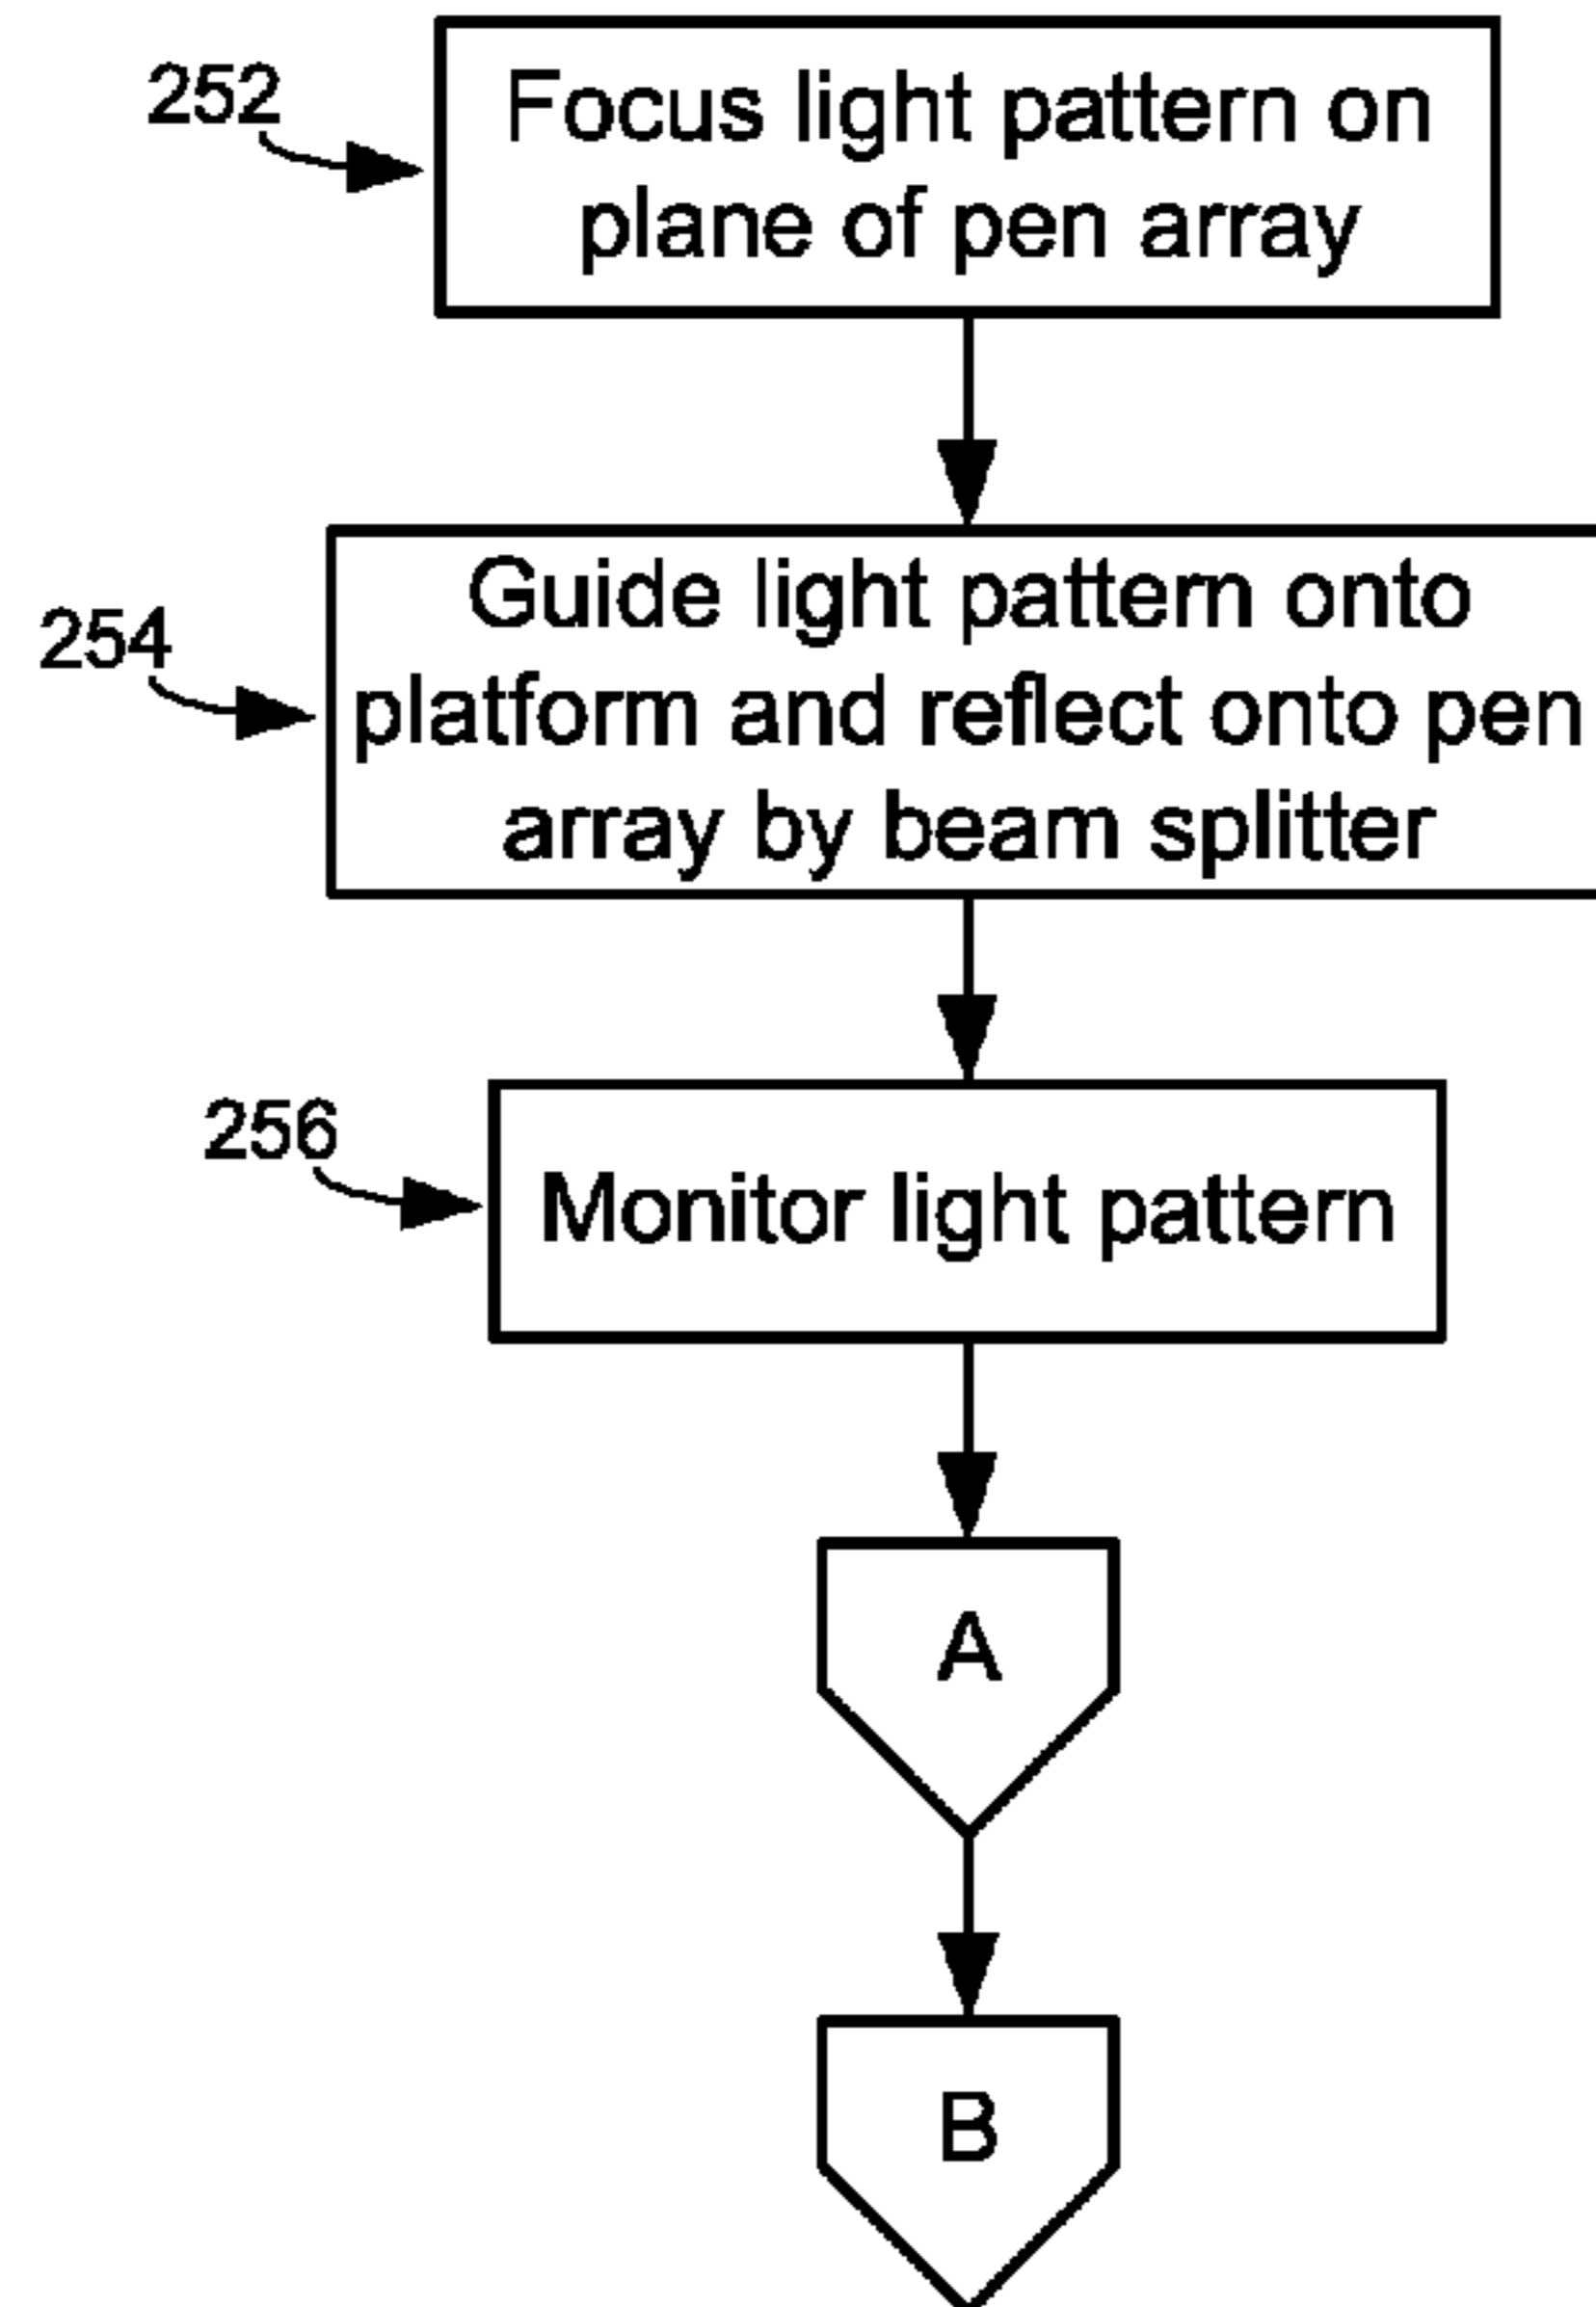 252
Focus light pattern on
plane of pen array
254
Guide light pattern onto
platform and reflect onto pen
array by beam splitter
256
Monitor light pattern
A
B